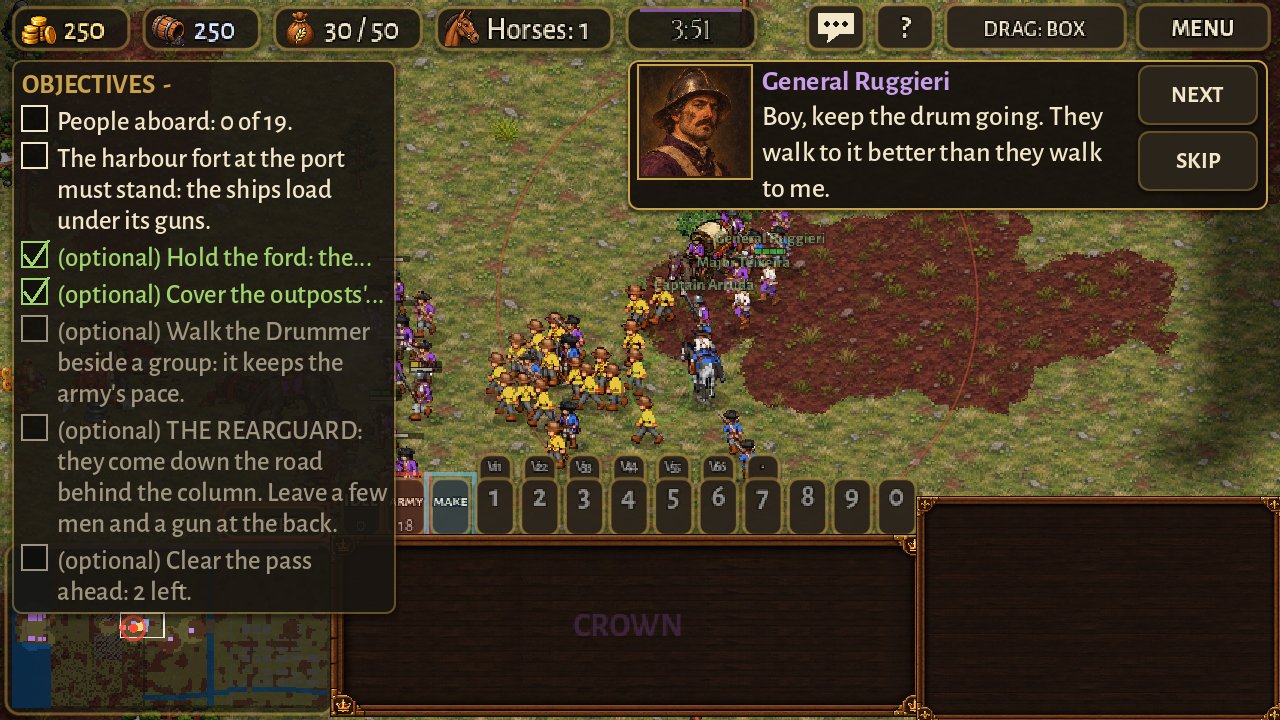 250
250
30 / 50
Horses: 1
3:51
?
DRAG: BOX
MENU
OBJECTIVES -
People aboard: 0 of 19.
The harbour fort at the port
must stand: the ships load
under its guns.
(optional) Hold the ford: the...
(optional) Cover the outposts'...
(optional) Walk the Drummer
beside a group: it keeps the
army's pace.
(optional) THE REARGUARD:
they come down the road
behind the column. Leave a few
men and a gun at the back.
(optional) Clear the pass
ahead: 2 left.
General Ruggieri
Boy, keep the drum going. They
walk to it better than they walk
to me.
NEXT
SKIP
General Ruggieri
Major Teixeira
Captain Arruda
MAKE
1
2
3
4
5
6
7
8
9
0
CROWN